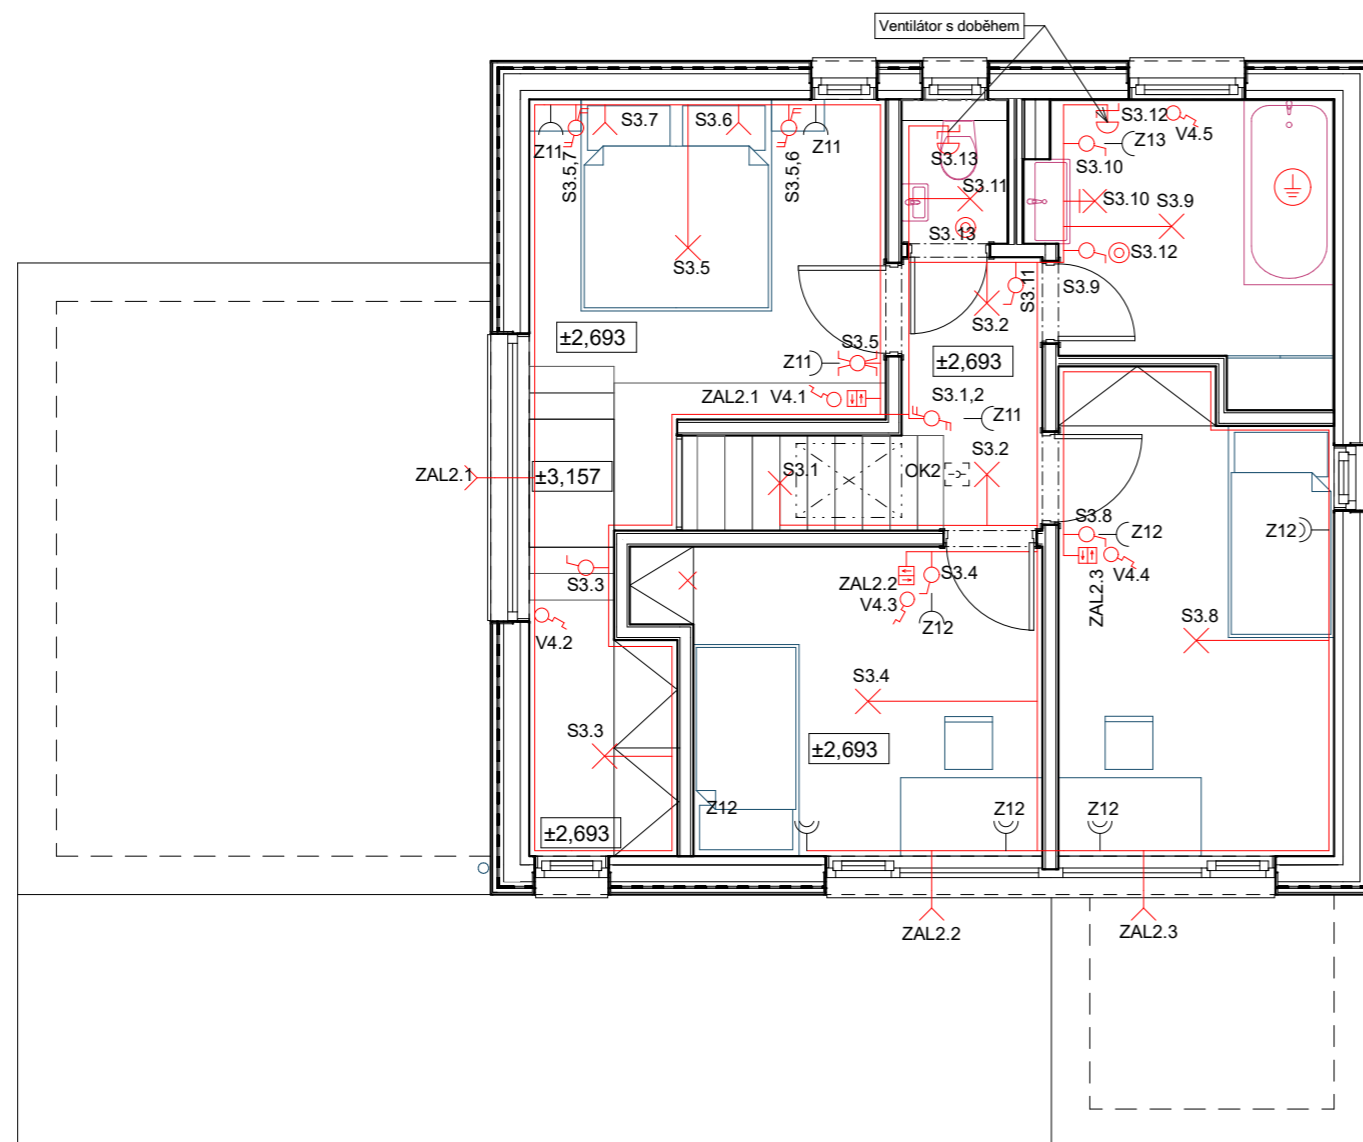 Ventilátor s doběhem
S3.7
S3.6
S3.12
V4.5
Z11
S3.5,7
S3.5,6
Z11
S3.13
Z13
S3.10
S3.11
S3.10
S3.9
S3.13
S3.12
S3.5
S3.11
S3.9
S3.2
±2,693
S3.5
±2,693
Z11
ZAL2.1
V4.1
S3.1,2
Z11
S3.2
ZAL2.1
±3,157
S3.1
OK2
S3.8
Z12
Z12
S3.3
ZAL2.2
S3.4
V4.3
Z12
ZAL2.3
V4.4
V4.2
S3.8
S3.4
S3.3
±2,693
Z12
Z12
Z12
±2,693
ZAL2.2
ZAL2.3